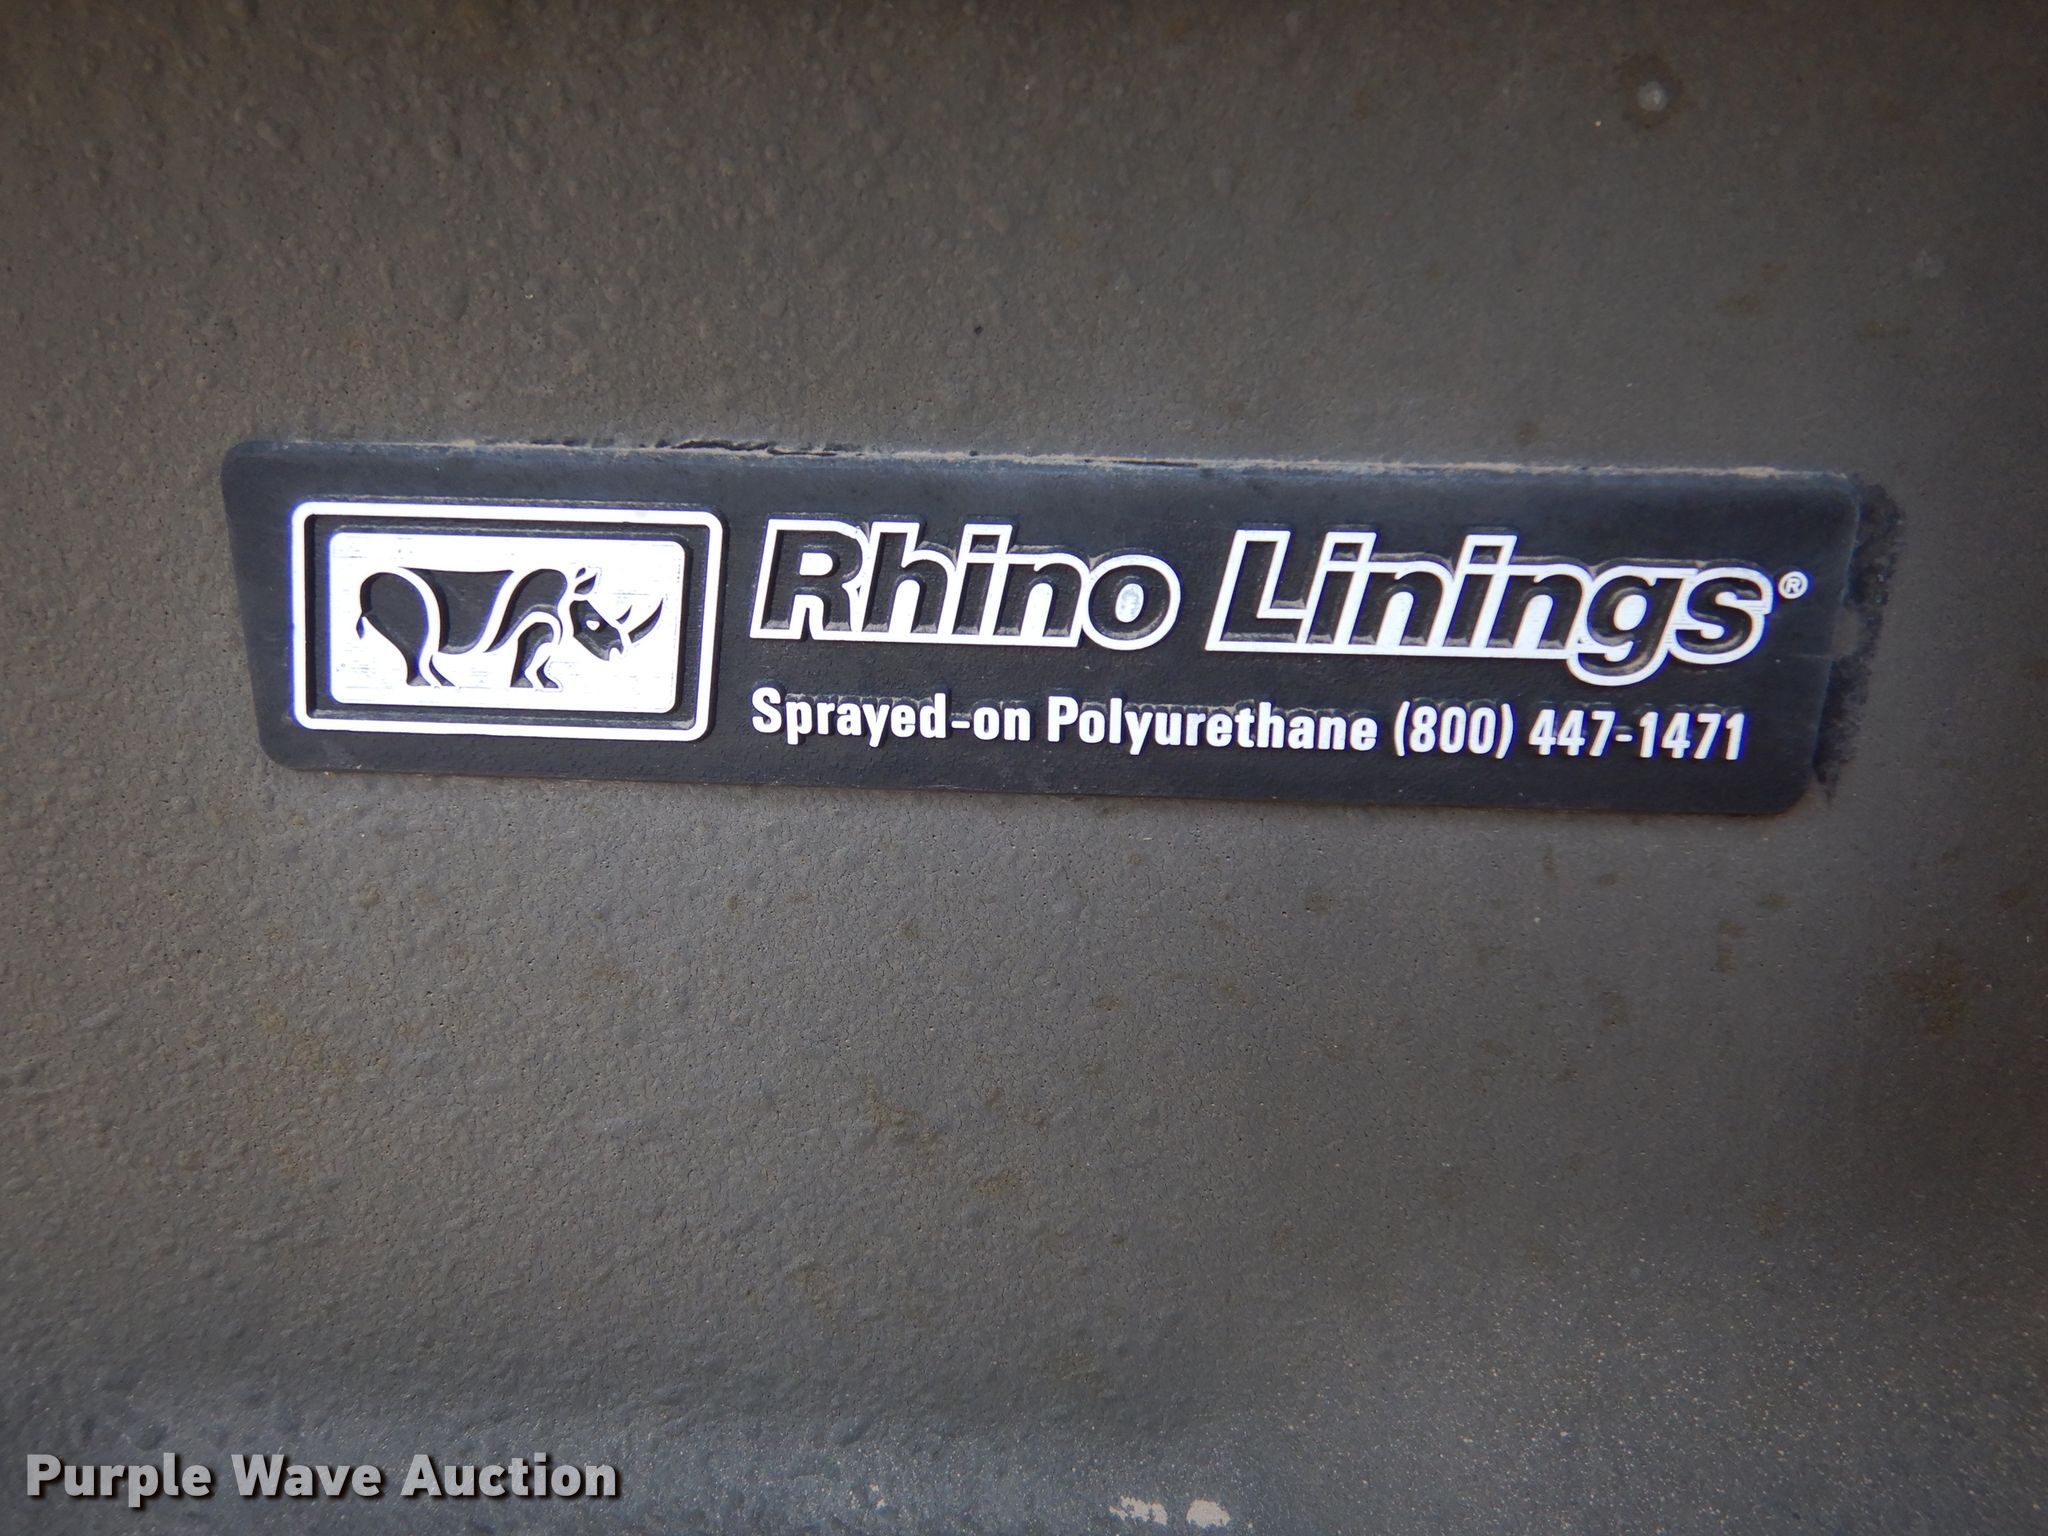 Rhino Linings®
Sprayed-on Polyurethane (800) 447-1471
Purple Wave Auction